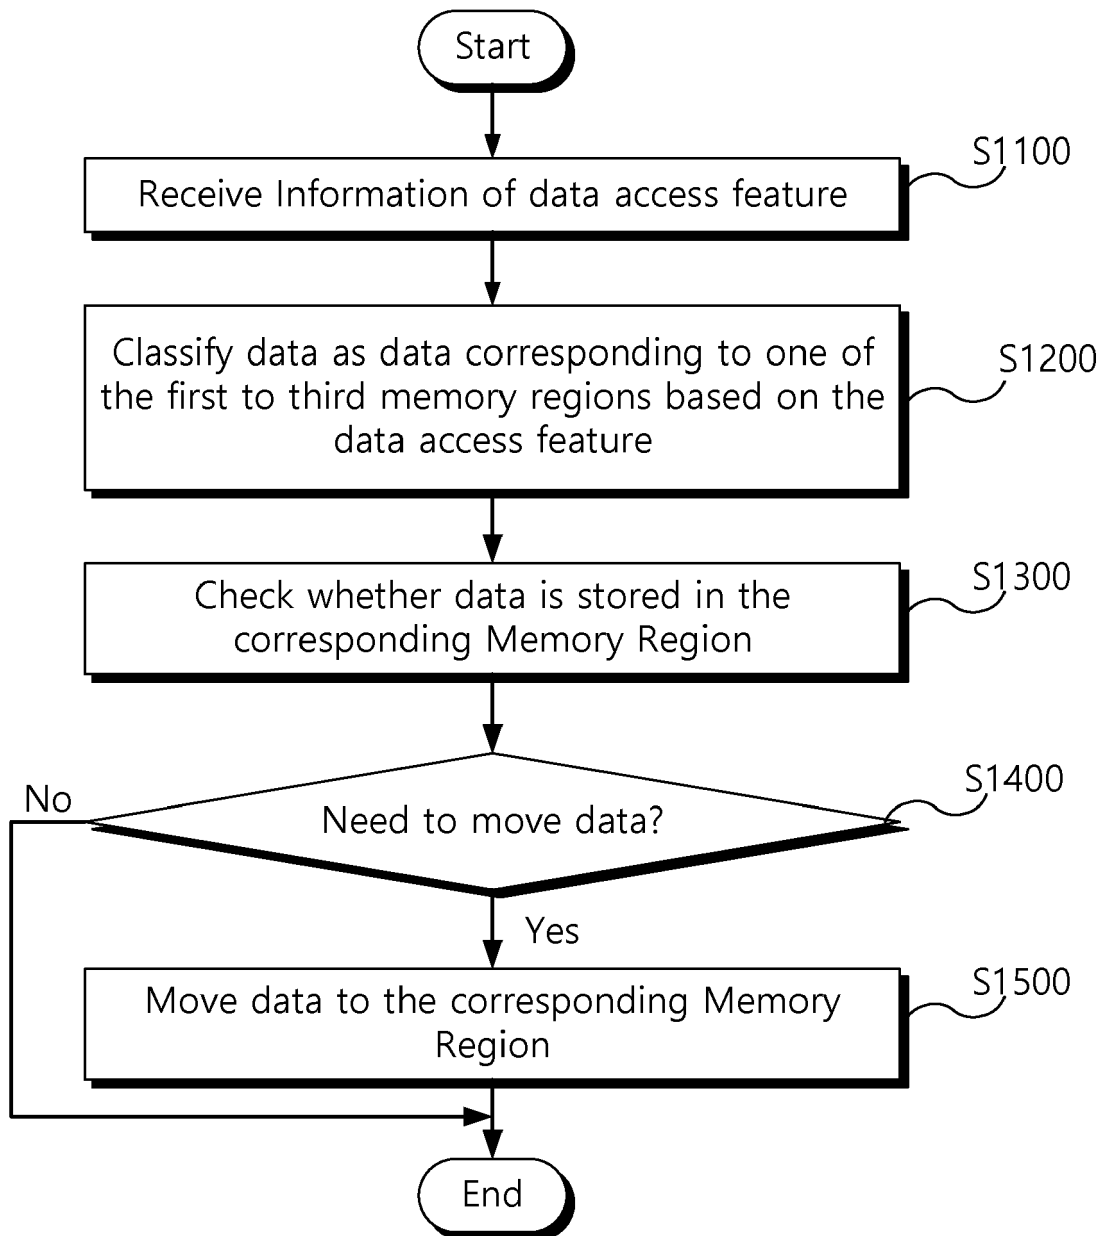 Start
S1100
Receive Information of data access feature
S1200
Classify data as data corresponding to one of
the first to third memory regions based on the
data access feature
S1300
Check whether data is stored in the
corresponding Memory Region
S1400
No
Need to move data?
Yes
S1500
Move data to the corresponding Memory
Region
End